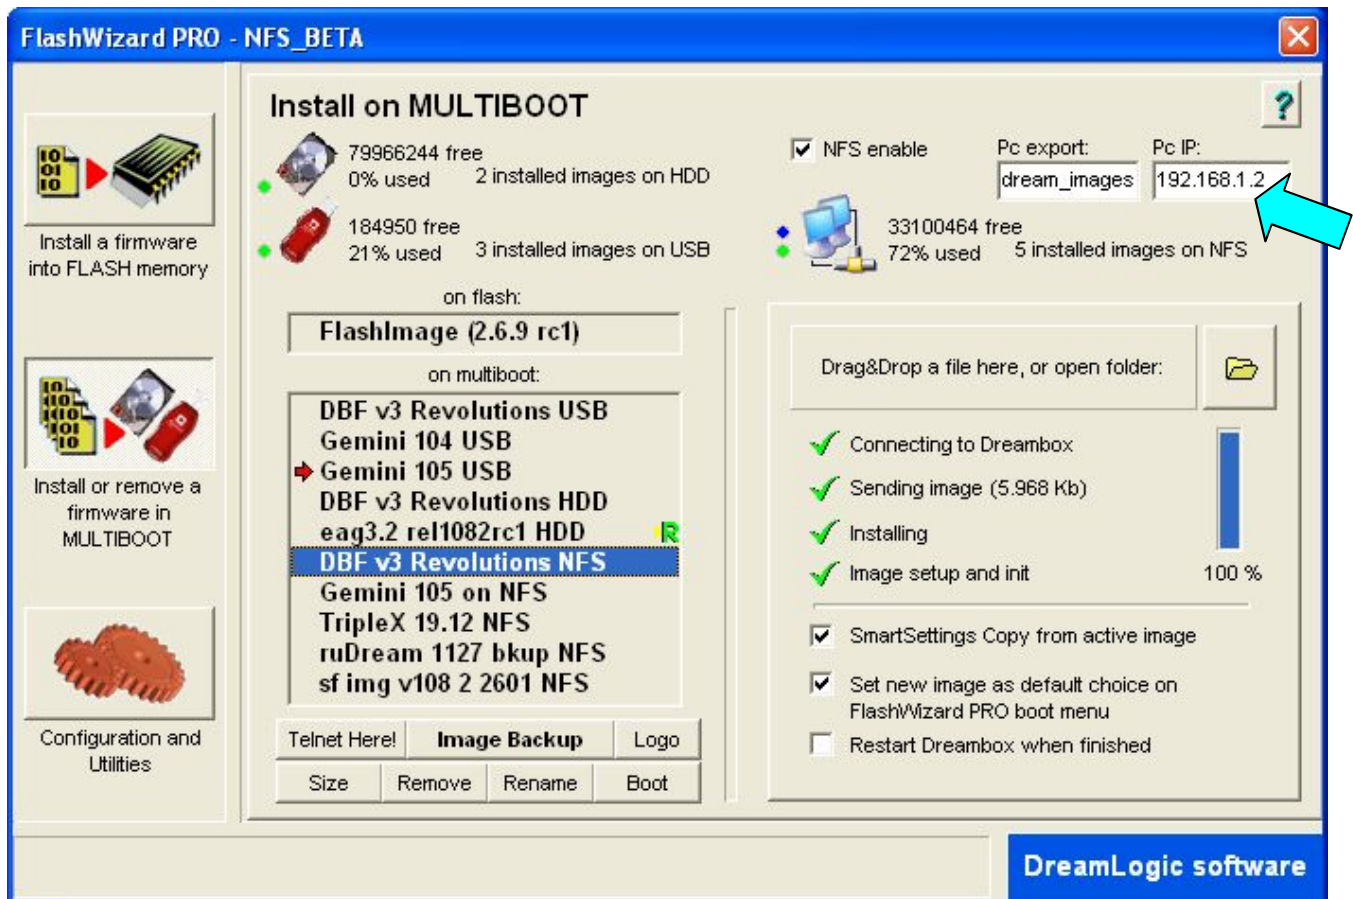 FlashWizard PRO - NFS_BETA
Install a firmware
into FLASH memory
Install or remove a
firmware in
MULTIBOOT
Configuration and
Utilities
Install on MULTIBOOT
?
79966244 free
0% used
2 installed images on HDD
184950 free
21% used
3 installed images on USB
NFS enable
Pc export:
dream_images
Pc IP:
192.168.1.2
33100464 free
72% used
5 installed images on NFS
on flash:
FlashImage (2.6.9 rc1)
on multiboot:
DBF v3 Revolutions USB
Gemini 104 USB
Gemini 105 USB
DBF v3 Revolutions HDD
eag3.2 rel1082rc1 HDD R
DBF v3 Revolutions NFS
Gemini 105 on NFS
TripleX 19.12 NFS
ruDream 1127 bkup NFS
sf img v108 2 2601 NFS
Telnet Here! Image Backup Logo
Size Remove Rename Boot
Drag&Drop a file here, or open folder:
Connecting to Dreambox
Sending image (5.968 Kb)
Installing
Image setup and init
100 %
SmartSettings Copy from active image
Set new image as default choice on
FlashWizard PRO boot menu
Restart Dreambox when finished
DreamLogic software